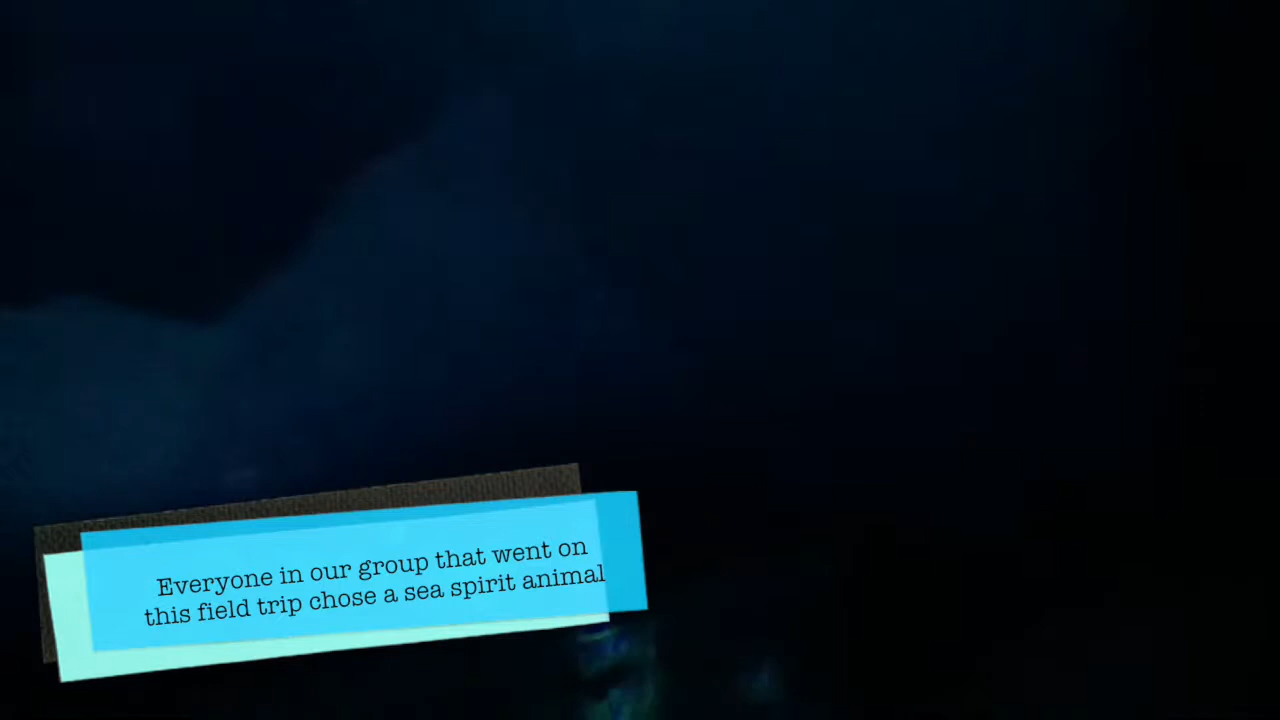 Everyone in our group that went on
this field trip chose a sea spirit animal